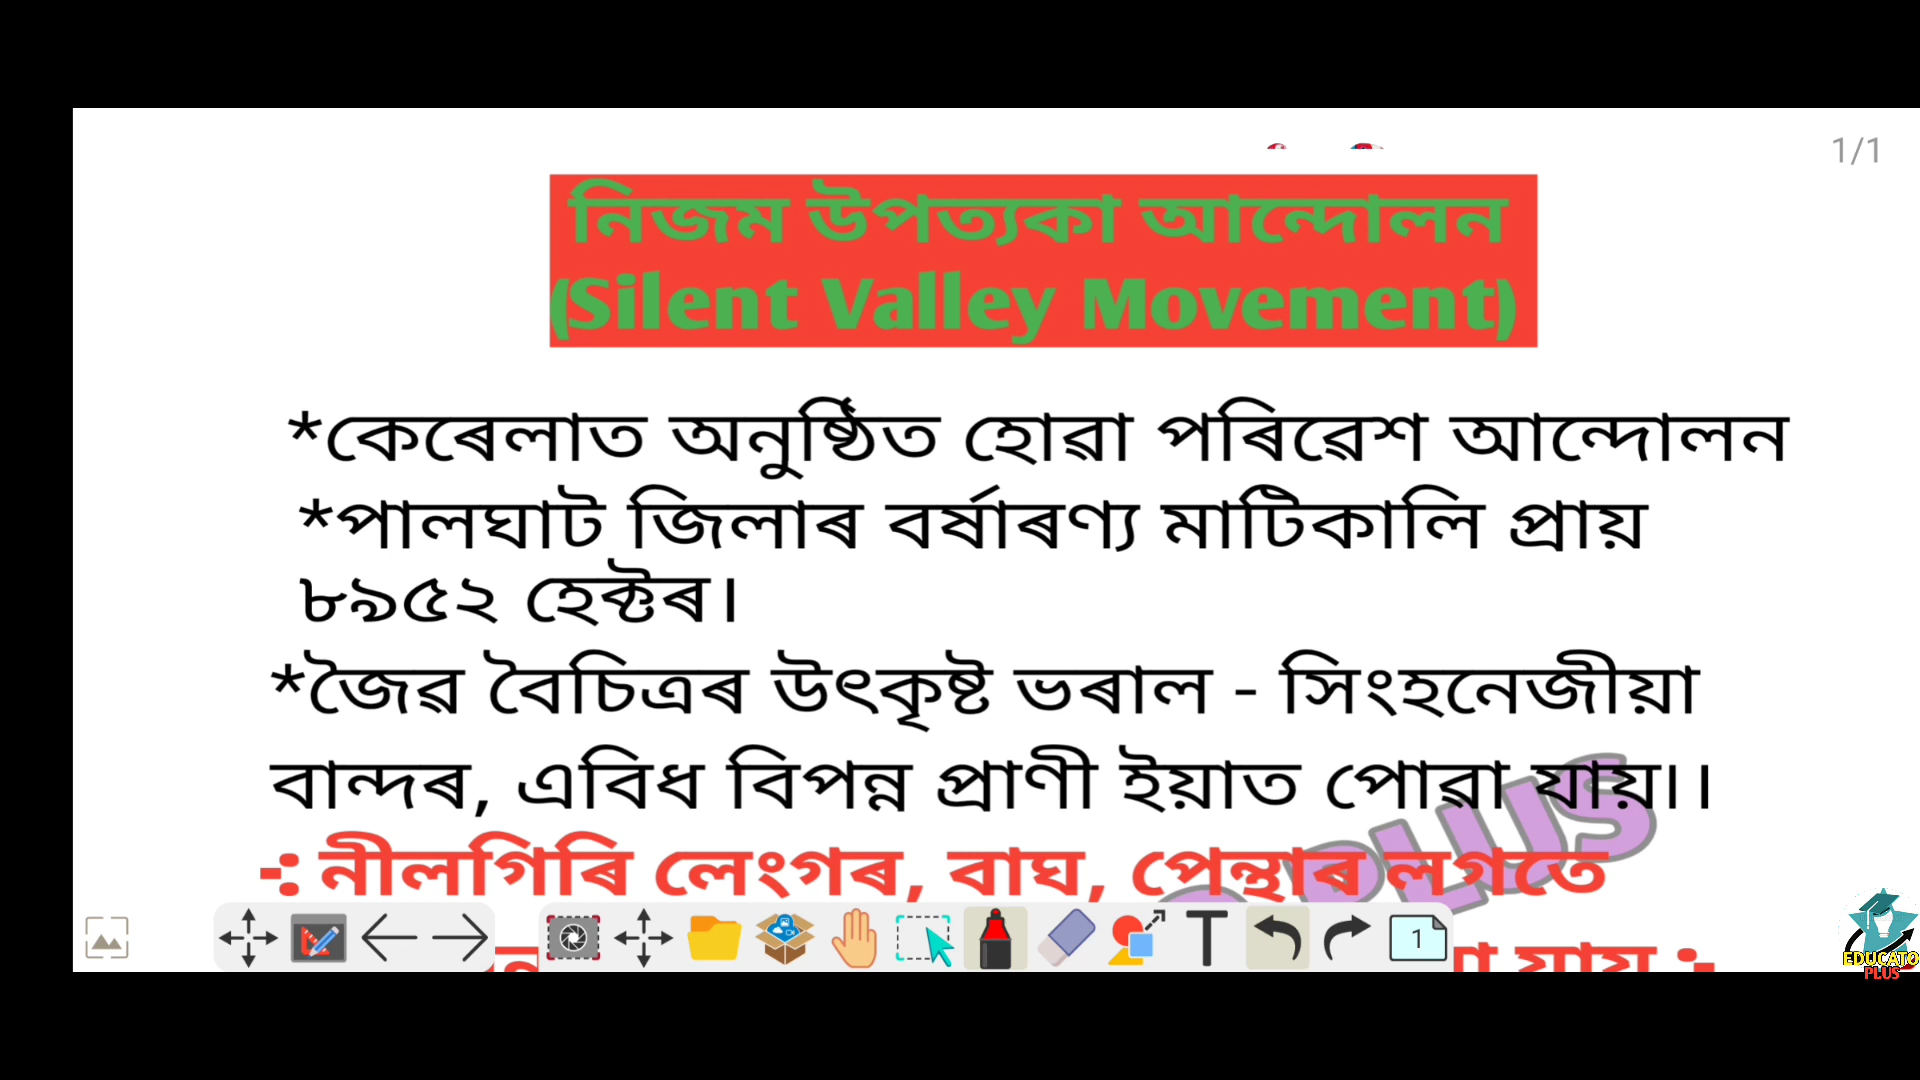 1/1
নিজম উপত্যকা আন্দোলন
(Silent Valley Movement)
*কেৰেলাত অনুষ্ঠিত হোৱা পৰিৱেশ আন্দোলন
*পালঘাট জিলাৰ বৰ্ষাৰণ্য মাটিকালি প্ৰায়
৮৯৫২ হেক্টৰ।
*জৈৱ বৈচিত্ৰৰ উৎকৃষ্ট ভৰাল - সিংহনেজীয়া
বান্দৰ, এবিধ বিপন্ন প্ৰাণী ইয়াত পোৱা যায়।।
-: নীলগিৰি লেংগৰ, বাঘ, পেন্থাৰ লগতে
যায় :-
PLUS
1
EDUCATO
PLUS